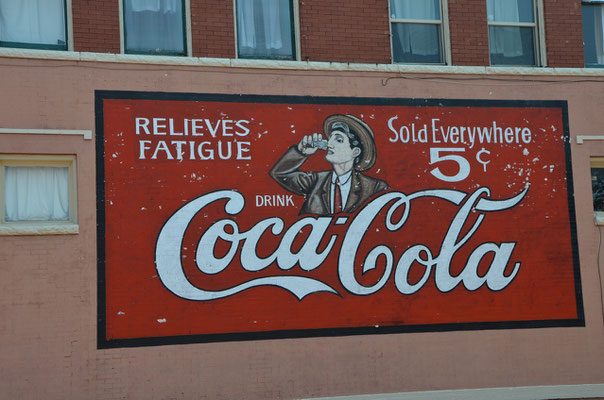 RELIEVES
FATIGUE
Sold Everywhere
5¢
DRINK
Coca-Cola